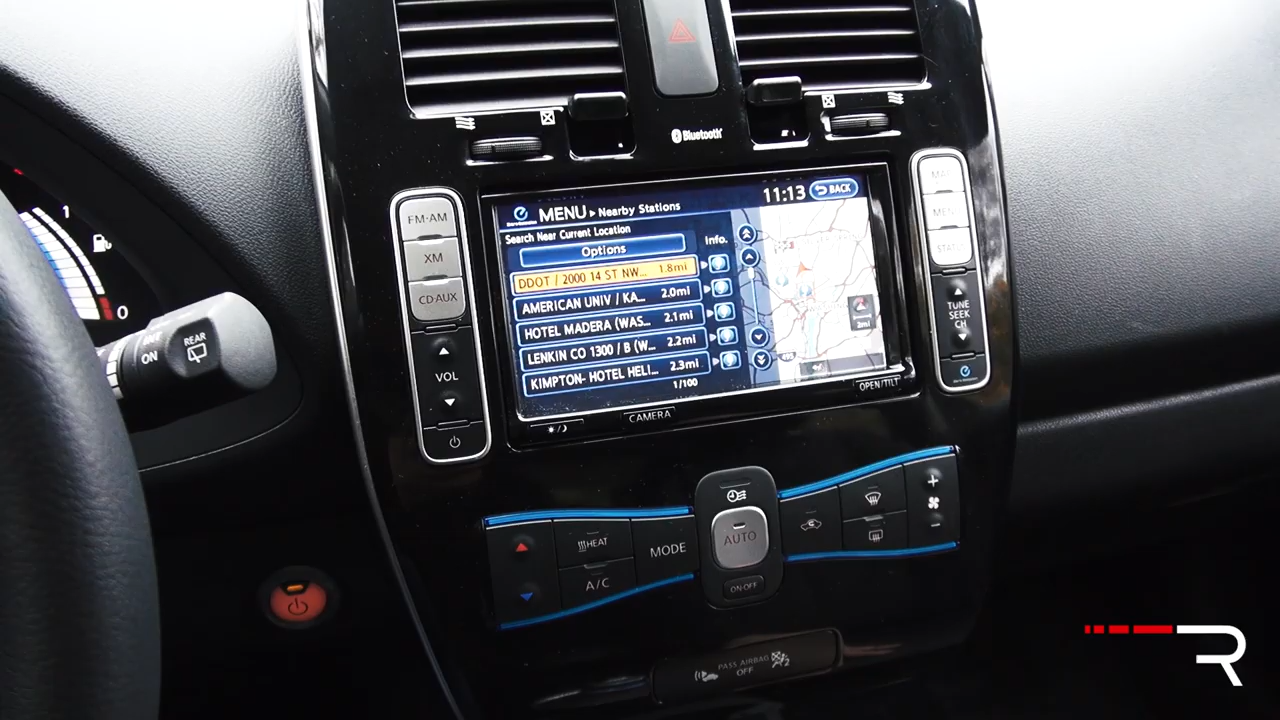 Bluetooth
11:13
BACK
MENU ▸ Nearby Stations
Search Near Current Location
Options
Info.
DDOT / 2000 14 ST NW... 1.8mi
AMERICAN UNIV / KA... 2.0mi
HOTEL MADERA (WAS... 2.1mi
LENKIN CO 1300 / B (W... 2.2mi
KIMPTON- HOTEL HELI... 2.3mi
1/100
2mi
495
CAMERA
OPEN/TILT
FM·AM
XM
CD·AUX
VOL
MAP
MENU
STATUS
TUNE
SEEK
CH
1
0
REAR
ON
HEAT
A/C
MODE
AUTO
ON·OFF
+
-
PASS AIRBAG
OFF
2
R